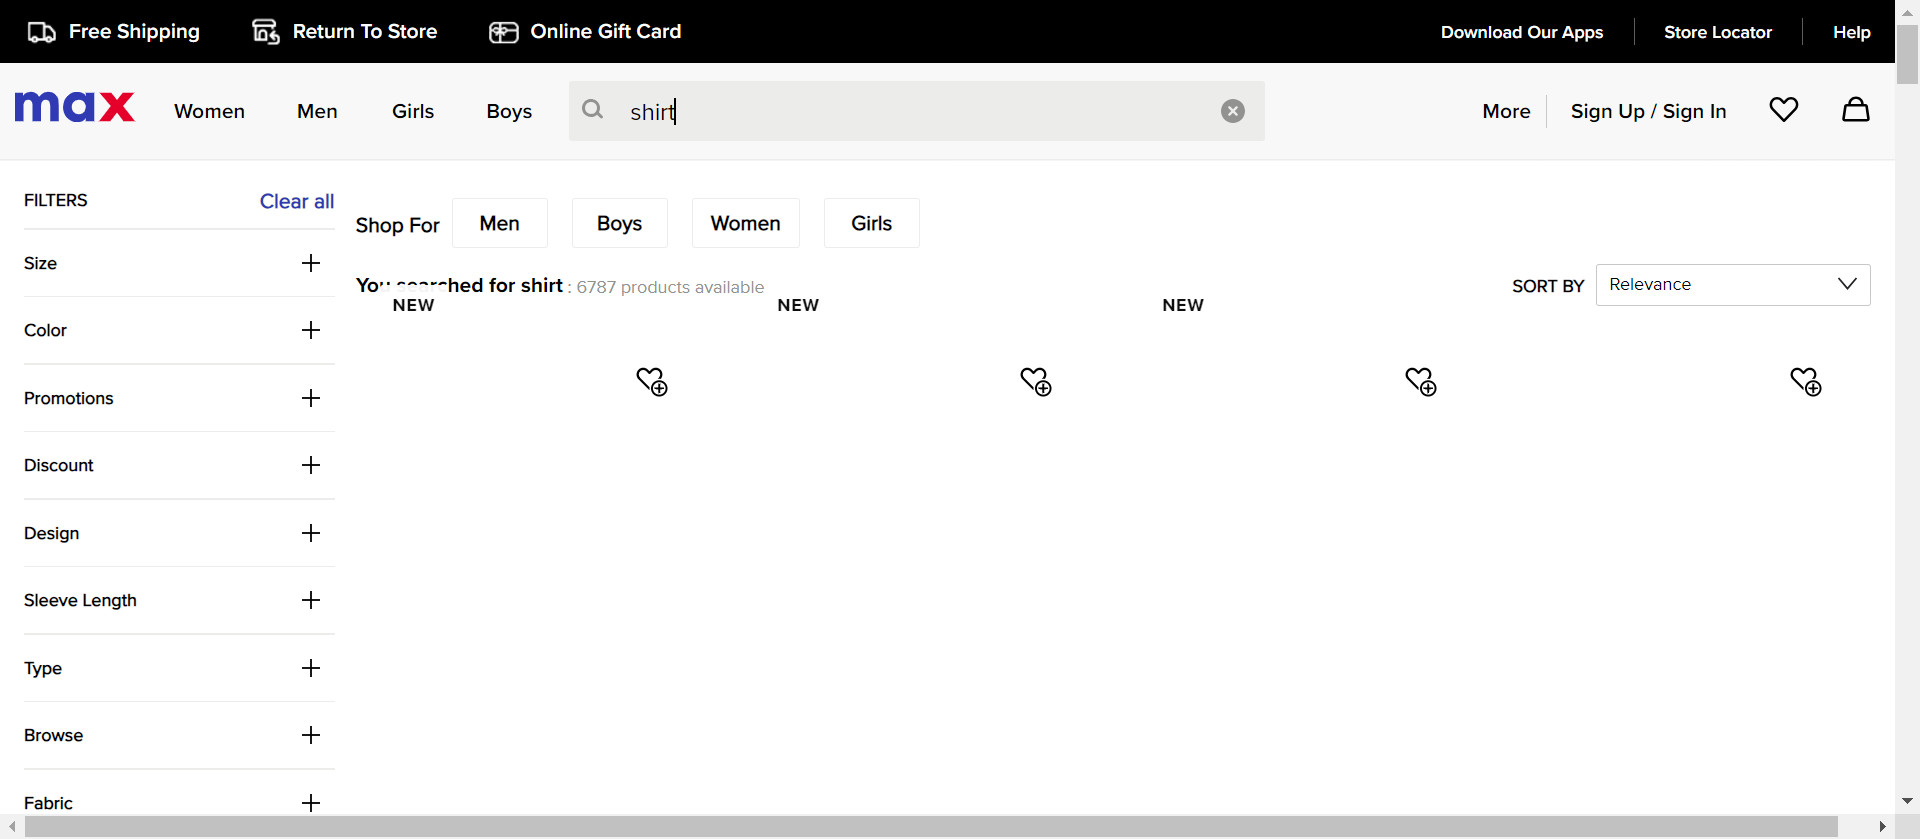 Free Shipping Return To Store Online Gift Card Download Our Apps Store Locator Help
max Women Men Girls Boys shirt More Sign Up / Sign In
FILTERS Clear all
Shop For Men Boys Women Girls
You searched for shirt : 6787 products available
SORT BY Relevance
NEW NEW NEW
Size
Color
Promotions
Discount
Design
Sleeve Length
Type
Browse
Fabric